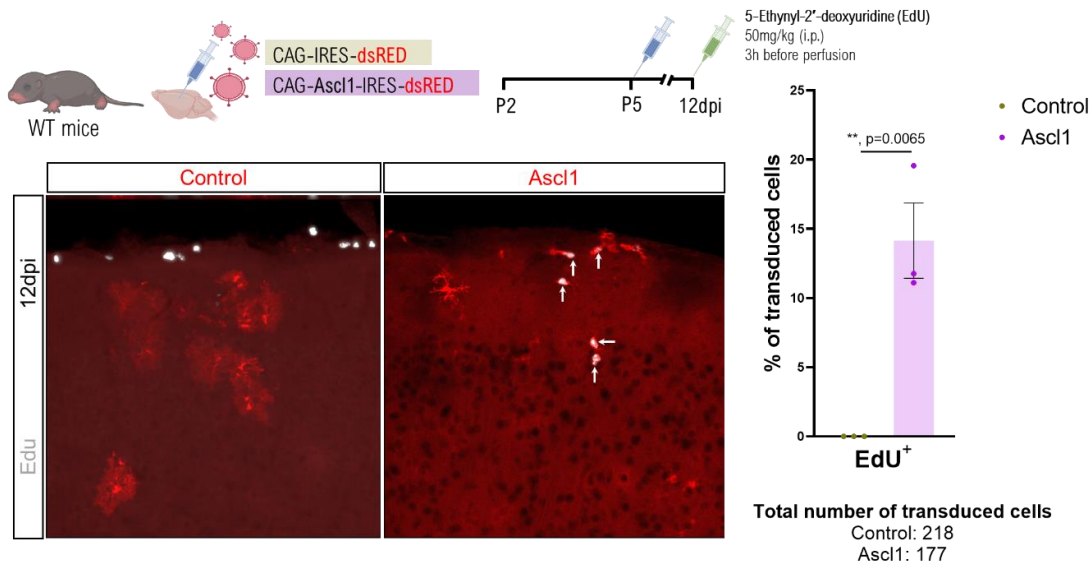 WT mice
CAG-IRES-dsRED
CAG-Ascl1-IRES-dsRED
P2
P5
12dpi
5-Ethynyl-2′-deoxyuridine (EdU)
50mg/kg (i.p.)
3h before perfusion
Control
Ascl1
12dpi
Edu
% of transduced cells
25
20
15
10
5
0
**, p=0.0065
Control
Ascl1
EdU+
Total number of transduced cells
Control: 218
Ascl1: 177